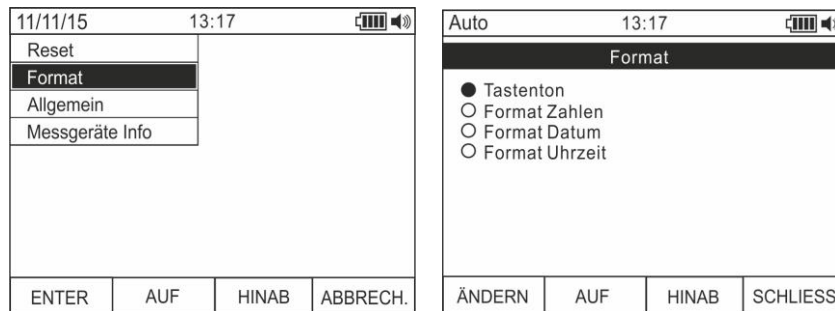 11/11/15 13:17
Reset
Format
Allgemein
Messgeräte Info
ENTER AUF HINAB ABBRECH.
Auto 13:17
Format
Tastenton
Format Zahlen
Format Datum
Format Uhrzeit
ÄNDERN AUF HINAB SCHLIESS